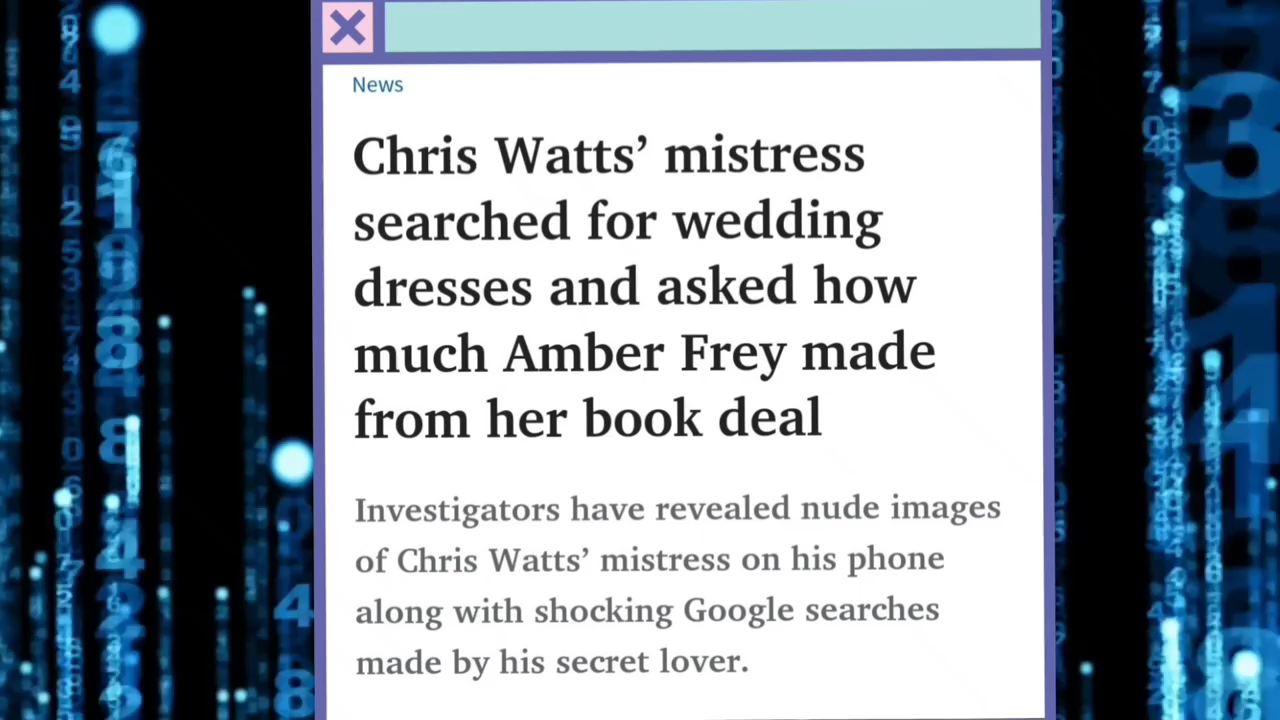 News
Chris Watts’ mistress
searched for wedding
dresses and asked how
much Amber Frey made
from her book deal
Investigators have revealed nude images
of Chris Watts’ mistress on his phone
along with shocking Google searches
made by his secret lover.